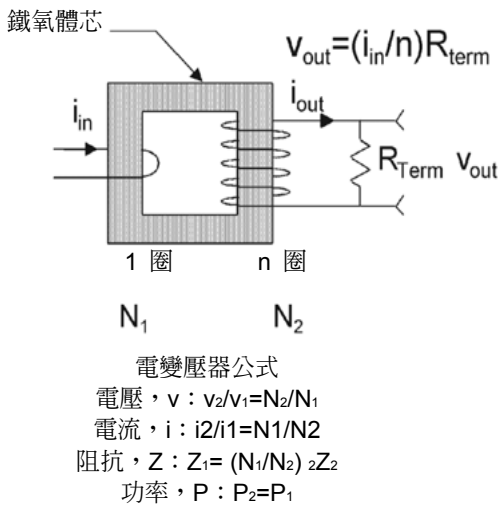 鐵氧體芯
v_out=(i_in/n)R_term
i_in
i_out
R_Term v_out
1 圈 n 圈
N₁ N₂
電變壓器公式
電壓，v：v₂/v₁=N₂/N₁
電流，i：i2/i1=N1/N2
阻抗，Z：Z₁= (N₁/N₂) ₂Z₂
功率，P：P₂=P₁